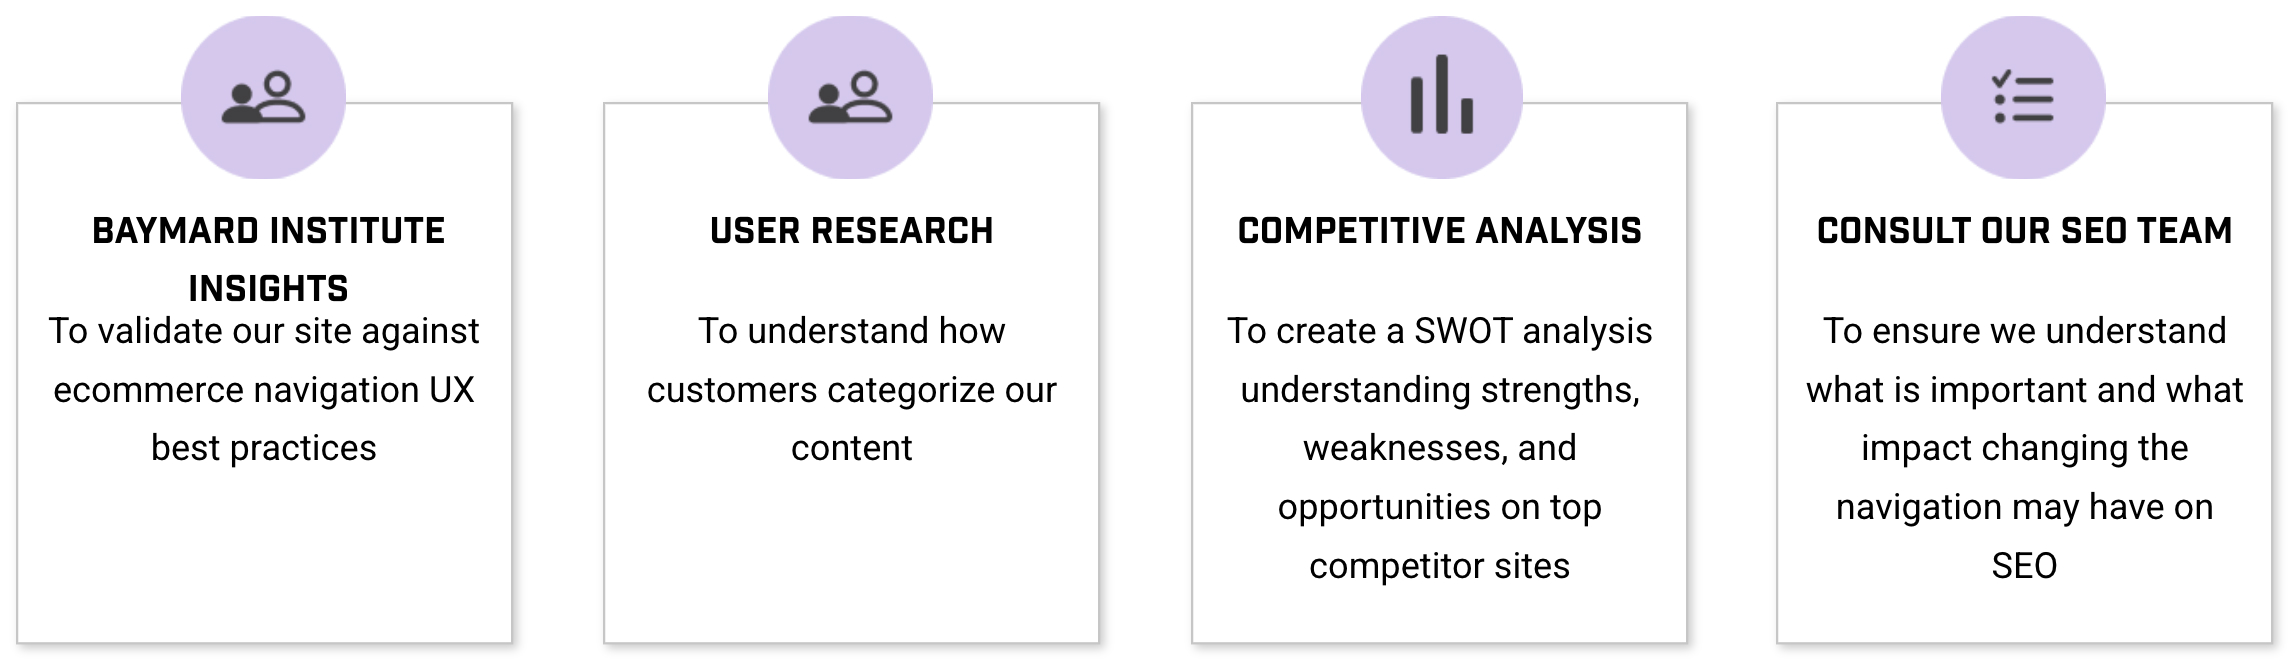 BAYMARD INSTITUTE
INSIGHTS
To validate our site against
ecommerce navigation UX
best practices
USER RESEARCH
To understand how
customers categorize our
content
COMPETITIVE ANALYSIS
To create a SWOT analysis
understanding strengths,
weaknesses, and
opportunities on top
competitor sites
CONSULT OUR SEO TEAM
To ensure we understand
what is important and what
impact changing the
navigation may have on
SEO